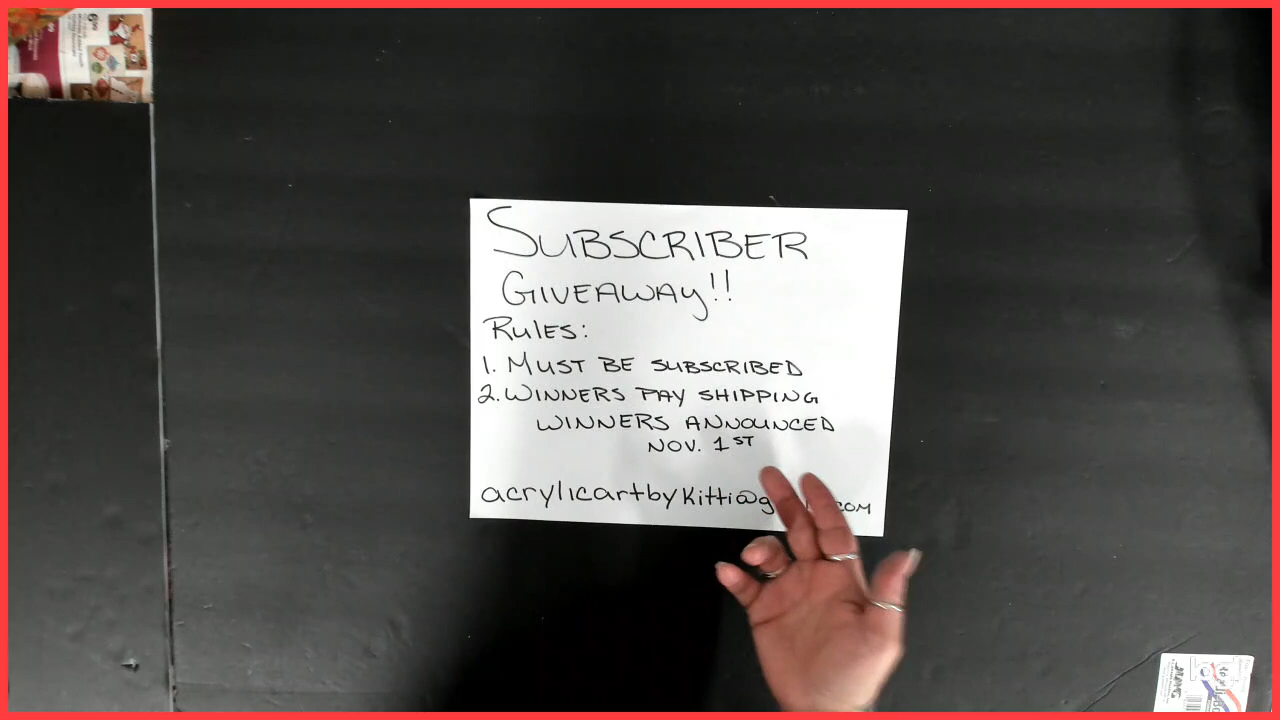 SUBSCRIBER
GIVEAWAY!!
RULES:
1. MUST BE SUBSCRIBED
2. WINNERS PAY SHIPPING
WINNERS ANNOUNCED
NOV. 1ST
acrylicartbykitti@g COM